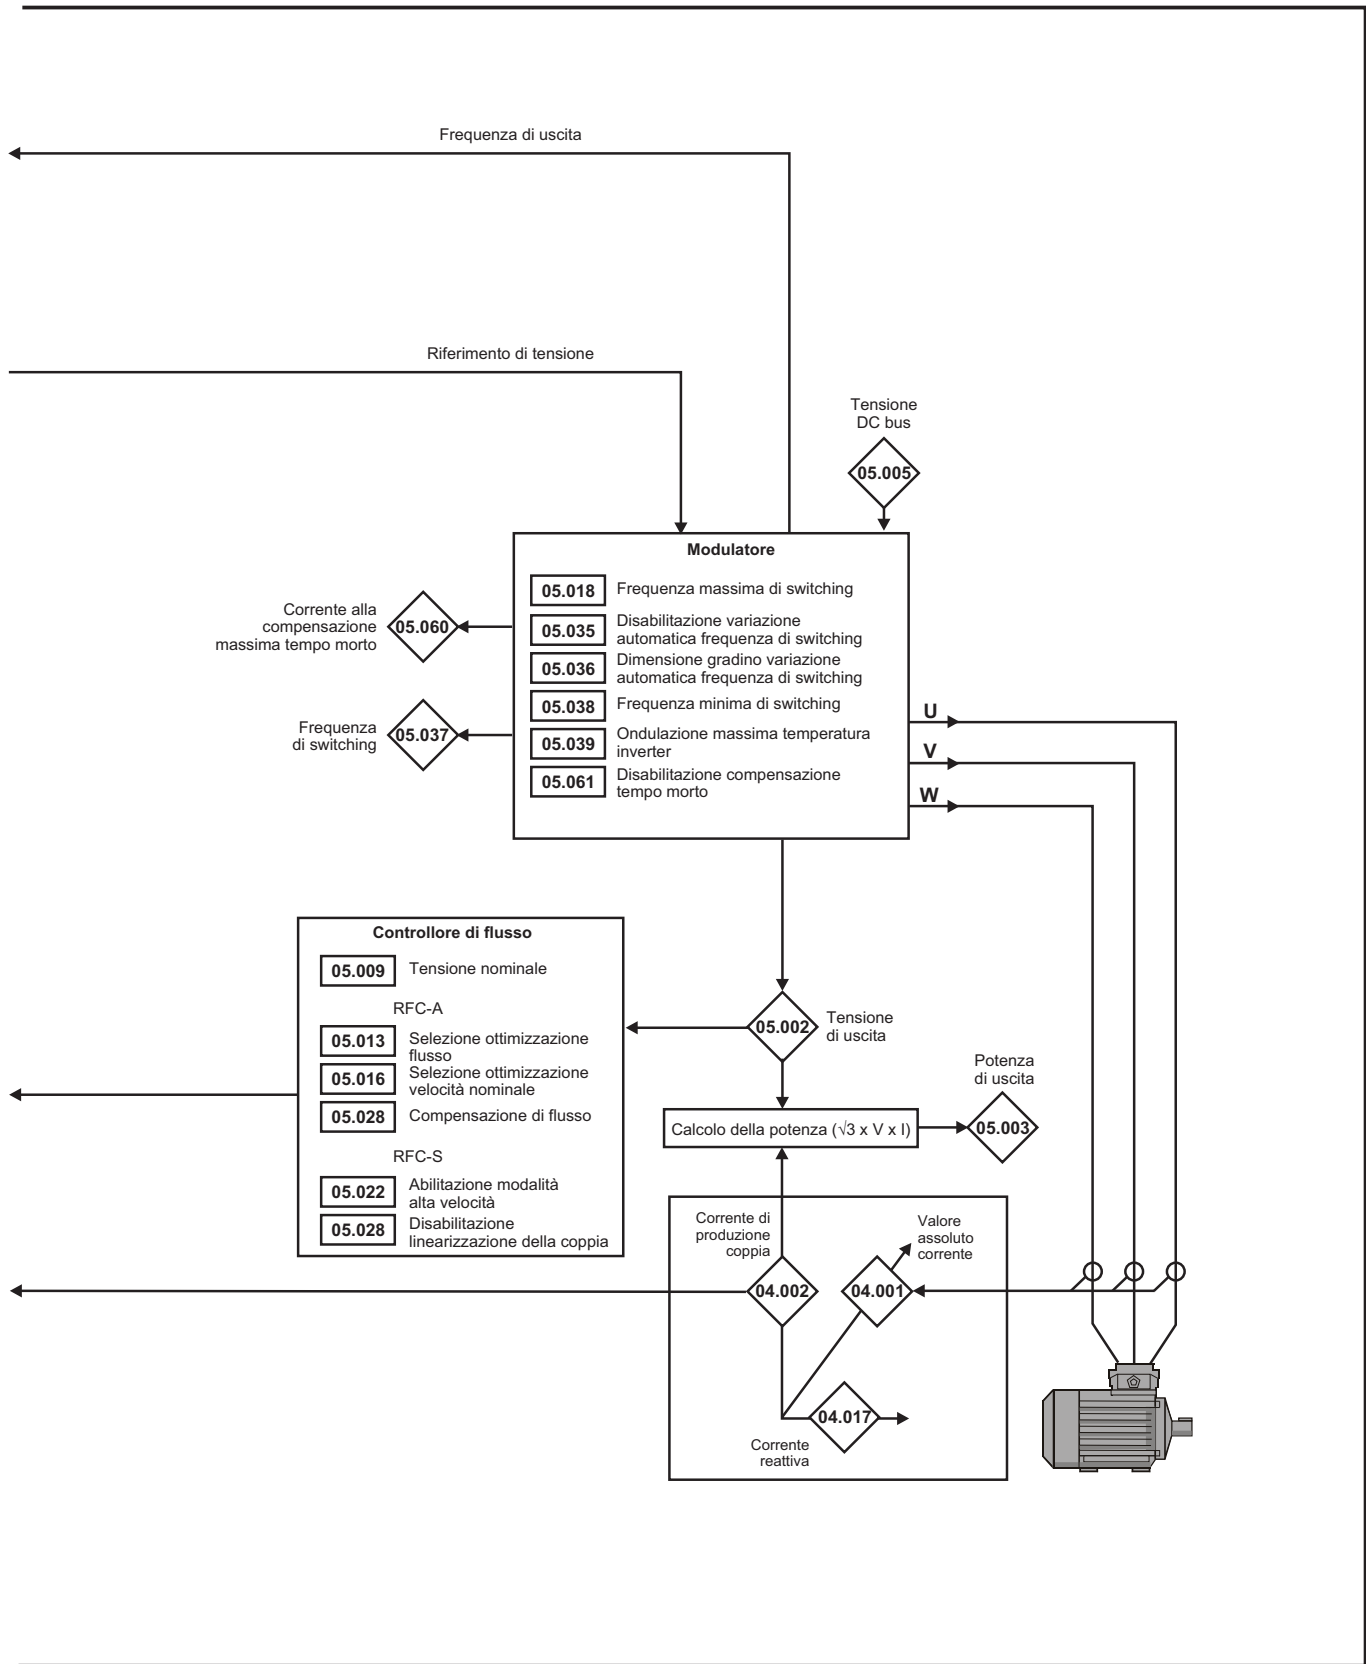 Frequenza di uscita
Riferimento di tensione
Tensione
DC bus
05.005
Modulatore
05.018
Frequenza massima di switching
05.035
Disabilitazione variazione
automatica frequenza di switching
05.036
Dimensione gradino variazione
automatica frequenza di switching
05.038
Frequenza minima di switching
05.039
Ondulazione massima temperatura
inverter
05.061
Disabilitazione compensazione
tempo morto
Corrente alla
compensazione
massima tempo morto
05.060
Frequenza
di switching
05.037
U
V
W
Controllore di flusso
05.009
Tensione nominale
RFC-A
05.013
Selezione ottimizzazione
flusso
05.016
Selezione ottimizzazione
velocità nominale
05.028
Compensazione di flusso
RFC-S
05.022
Abilitazione modalità
alta velocità
05.028
Disabilitazione
linearizzazione della coppia
05.002
Tensione
di uscita
Potenza
di uscita
05.003
Calcolo della potenza (√3 x V x I)
Corrente di
produzione
coppia
04.002
Valore
assoluto
corrente
04.001
04.017
Corrente
reattiva